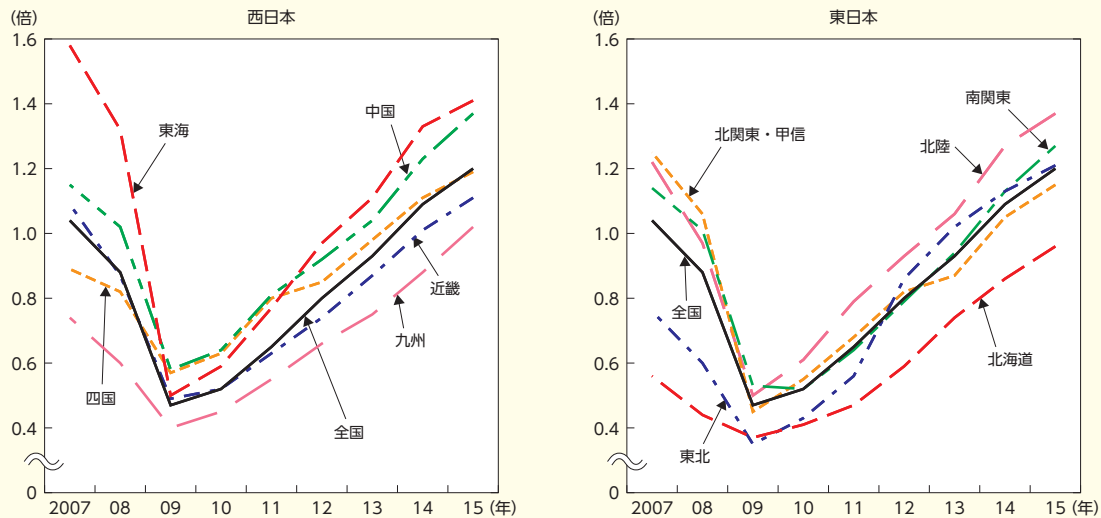 西日本
(倍)
1.6
1.4
1.2
1.0
0.8
0.6
0.4
0
2007 08 09 10 11 12 13 14 15 (年)
東海
中国
近畿
九州
四国
全国
東日本
(倍)
1.6
1.4
1.2
1.0
0.8
0.6
0.4
0
2007 08 09 10 11 12 13 14 15 (年)
南関東
北関東・甲信
北陸
全国
北海道
東北